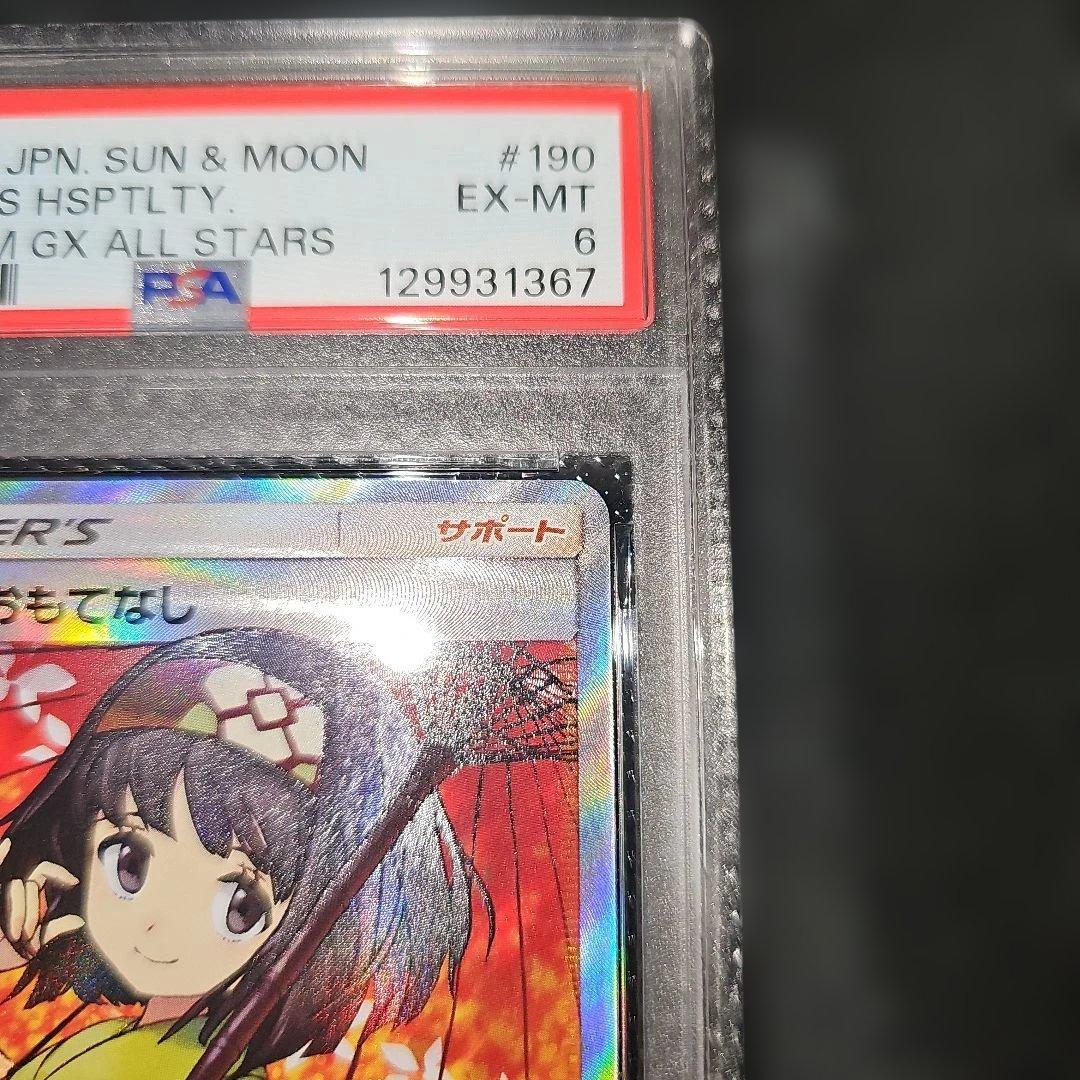 JPN. SUN & MOON #190
S HSPTLTY. EX-MT
M GX ALL STARS 6
PSA 129931367
ER'S サポート
おもてなし